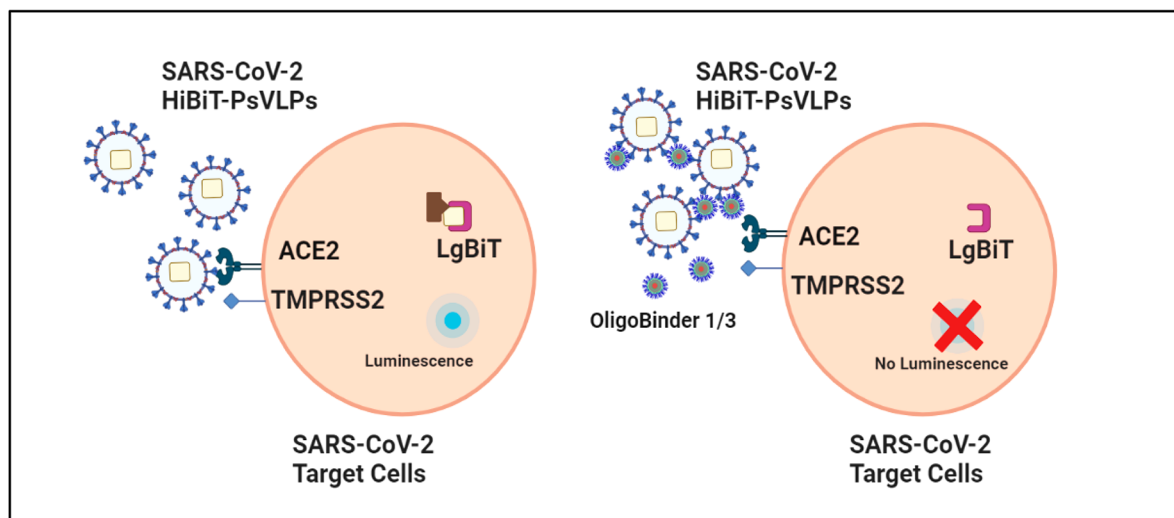 SARS-CoV-2
HiBiT-PsVLPs
ACE2
LgBiT
TMPRSS2
Luminescence
SARS-CoV-2
Target Cells
SARS-CoV-2
HiBiT-PsVLPs
ACE2
LgBiT
TMPRSS2
OligoBinder 1/3
No Luminescence
SARS-CoV-2
Target Cells